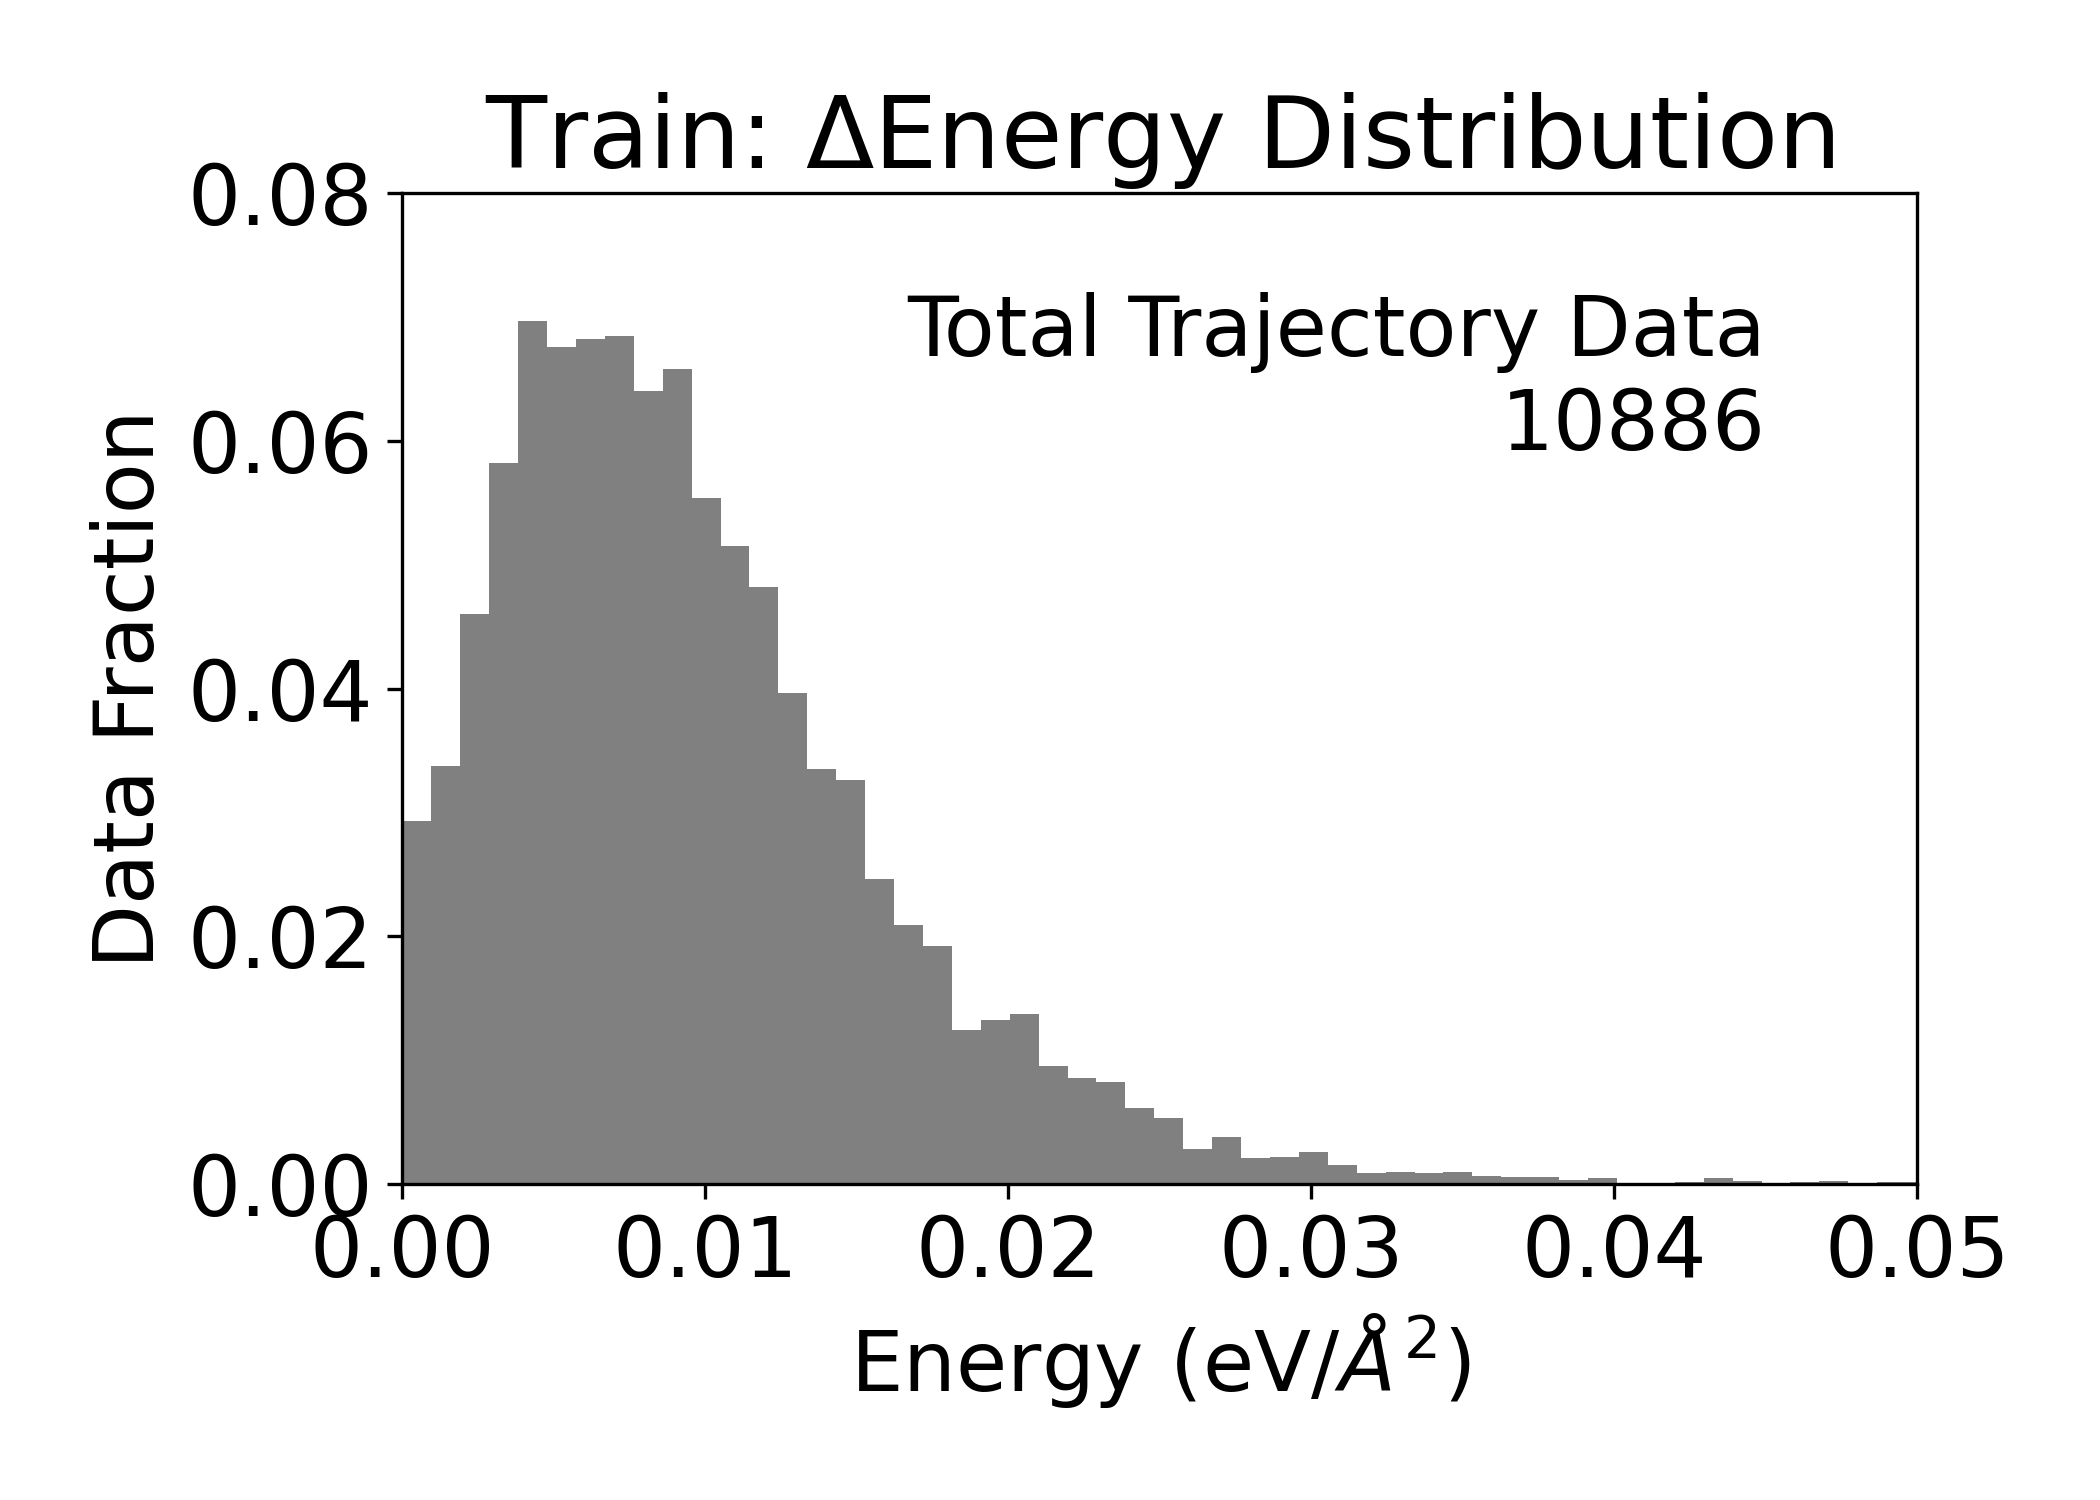 Train: ΔEnergy Distribution
Total Trajectory Data
10886
Data Fraction
0.08
0.06
0.04
0.02
0.00
0.00 0.01 0.02 0.03 0.04 0.05
Energy (eV/Å²)